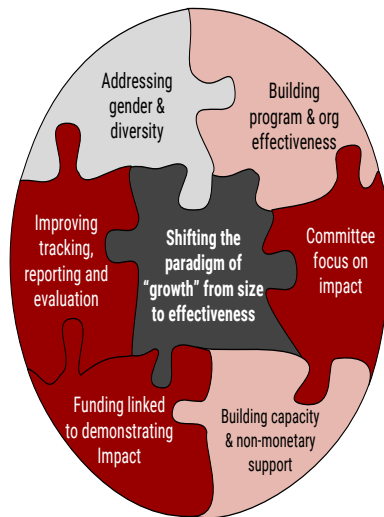 Addressing
gender &
diversity
Building
program & org
effectiveness
Improving
tracking,
reporting and
evaluation
Shifting the
paradigm of
“growth” from size
to effectiveness
Committee
focus on
impact
Funding linked
to demonstrating
Impact
Building capacity
& non-monetary
support